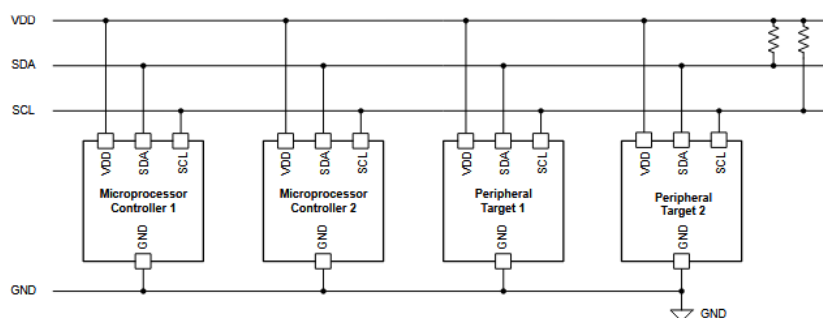 VDD
SDA
SCL
VDD SDA SCL
Microprocessor
Controller 1
GND
VDD SDA SCL
Microprocessor
Controller 2
GND
VDD SDA SCL
Peripheral
Target 1
GND
VDD SDA SCL
Peripheral
Target 2
GND
GND
GND